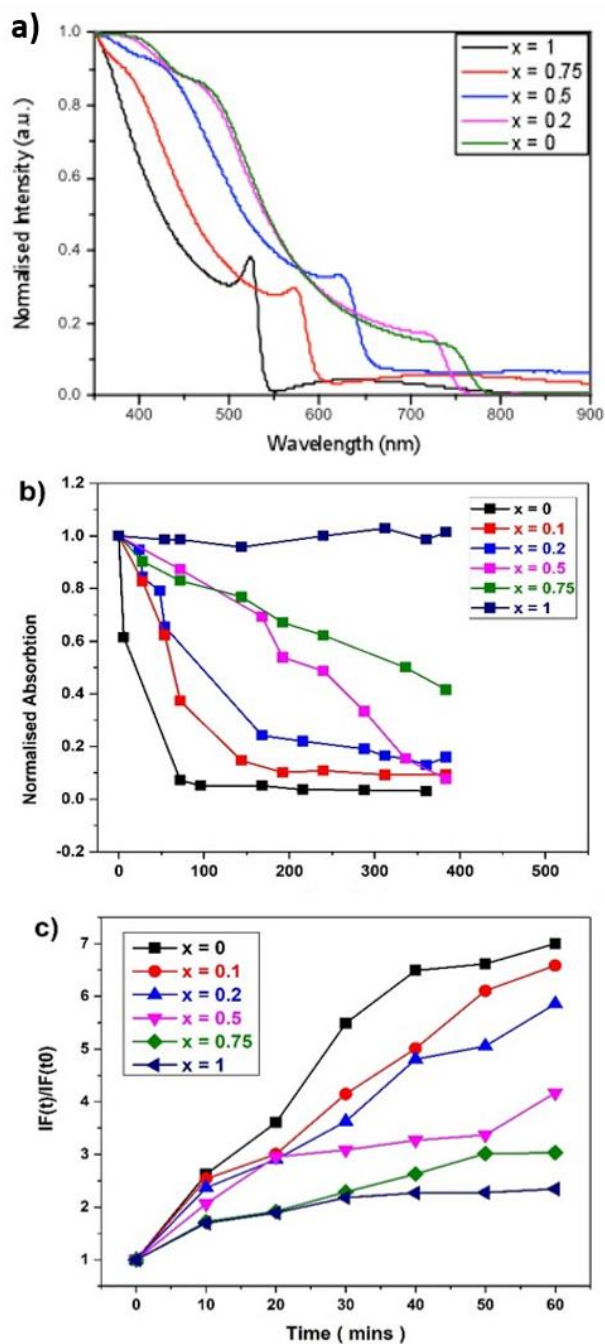 a)
Normalised Intensity (a.u.)
1.0
0.8
0.6
0.4
0.2
0.0
x = 1
x = 0.75
x = 0.5
x = 0.2
x = 0
400 500 600 700 800 900
Wavelength (nm)
b)
Normalised Absorbtion
1.2
1.0
0.8
0.6
0.4
0.2
0.0
-0.2
x = 0
x = 0.1
x = 0.2
x = 0.5
x = 0.75
x = 1
0 100 200 300 400 500
c)
IF(t)/IF(t0)
7
6
5
4
3
2
1
x = 0
x = 0.1
x = 0.2
x = 0.5
x = 0.75
x = 1
0 10 20 30 40 50 60
Time ( mins )